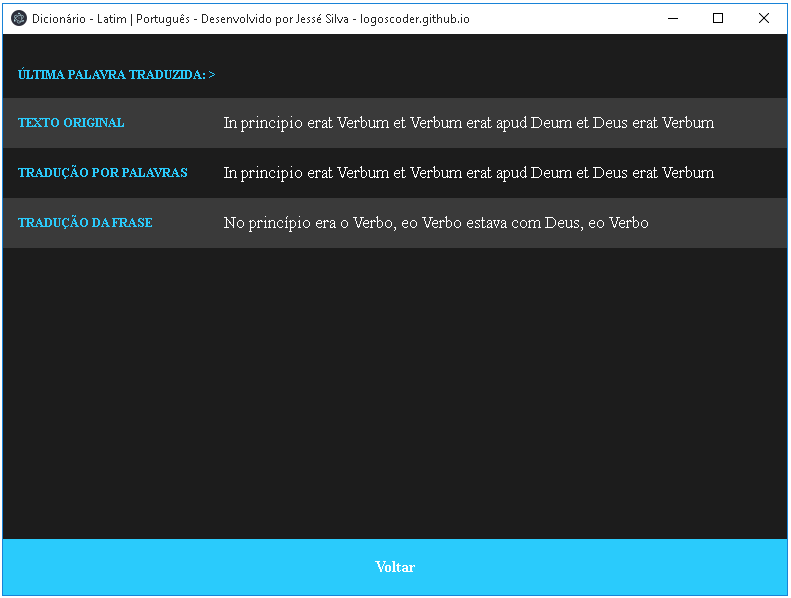 Dicionário - Latim | Português - Desenvolvido por Jessé Silva - logoscoder.github.io
ÚLTIMA PALAVRA TRADUZIDA: >
TEXTO ORIGINAL In principio erat Verbum et Verbum erat apud Deum et Deus erat Verbum
TRADUÇÃO POR PALAVRAS In principio erat Verbum et Verbum erat apud Deum et Deus erat Verbum
TRADUÇÃO DA FRASE No princípio era o Verbo, eo Verbo estava com Deus, eo Verbo
Voltar